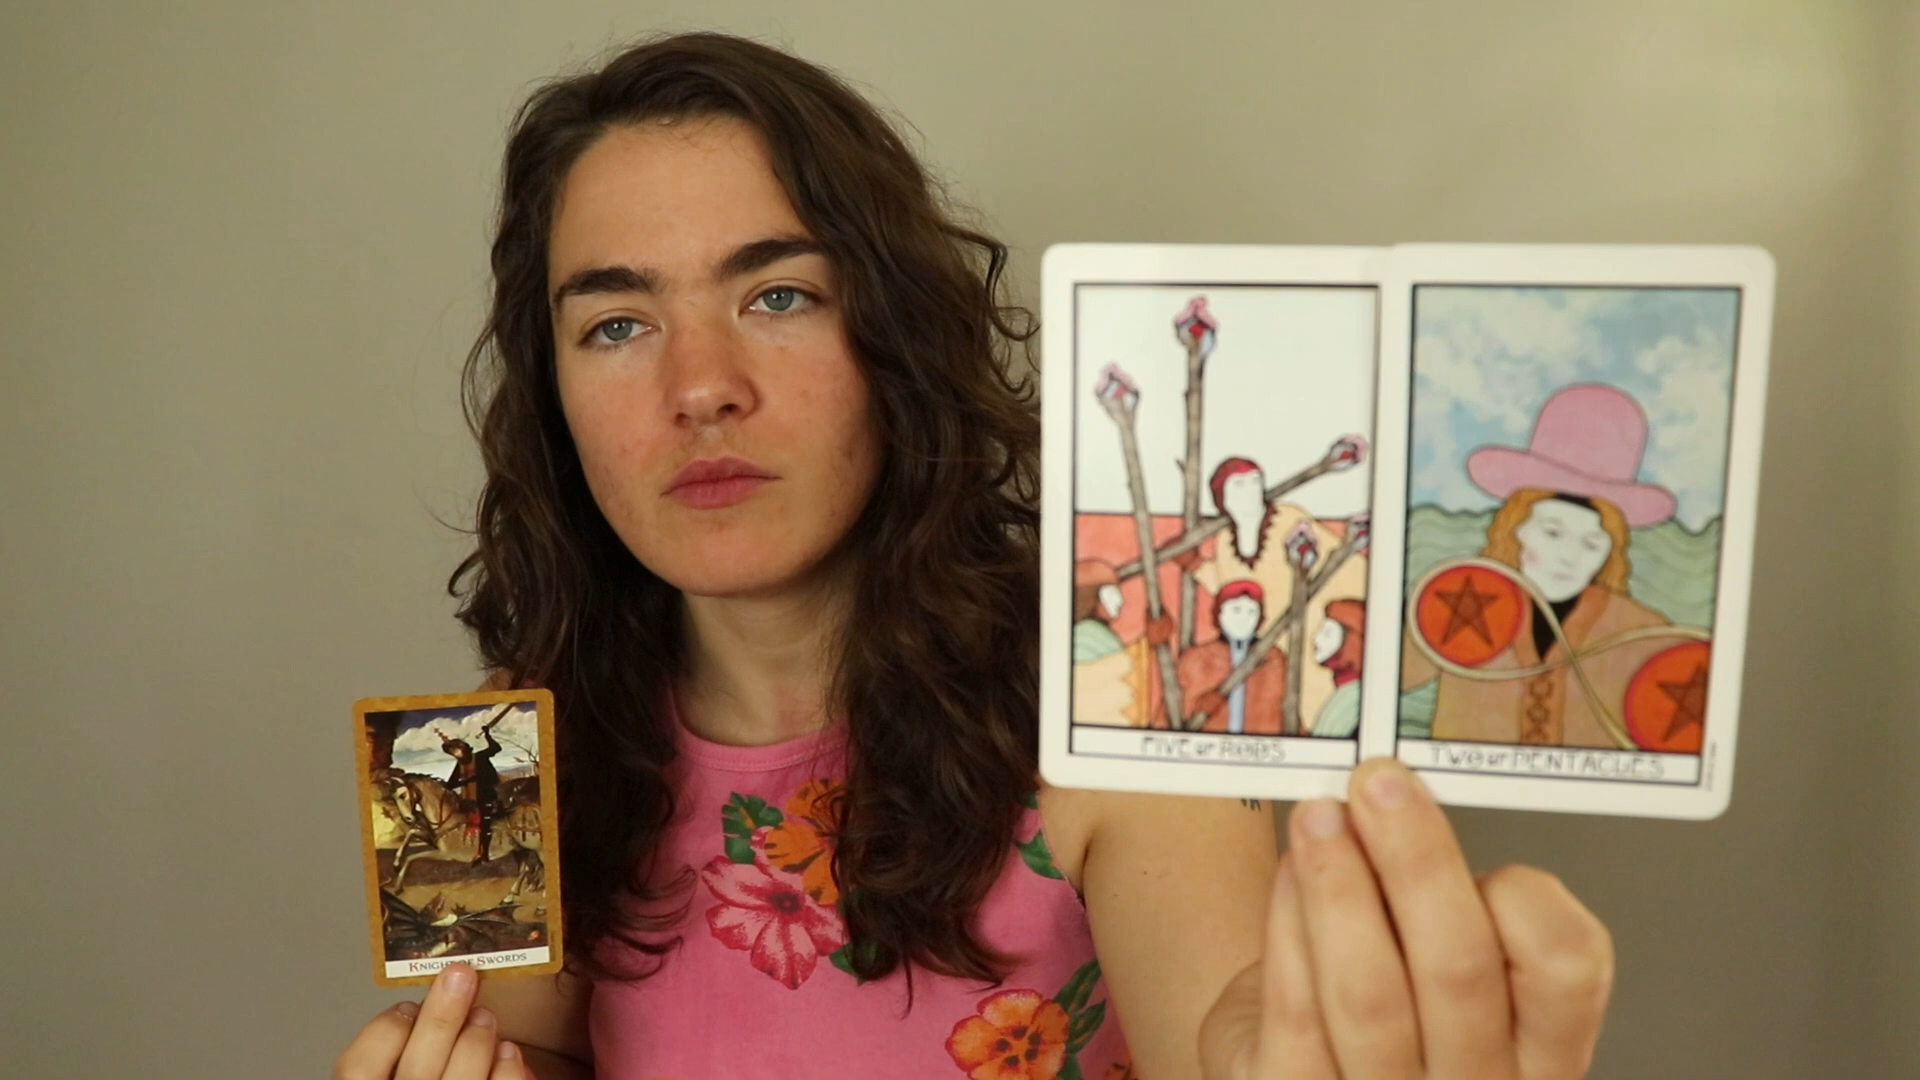 FIVE OF RODS
TWO OF PENTACLES
KNIGHT OF SWORDS